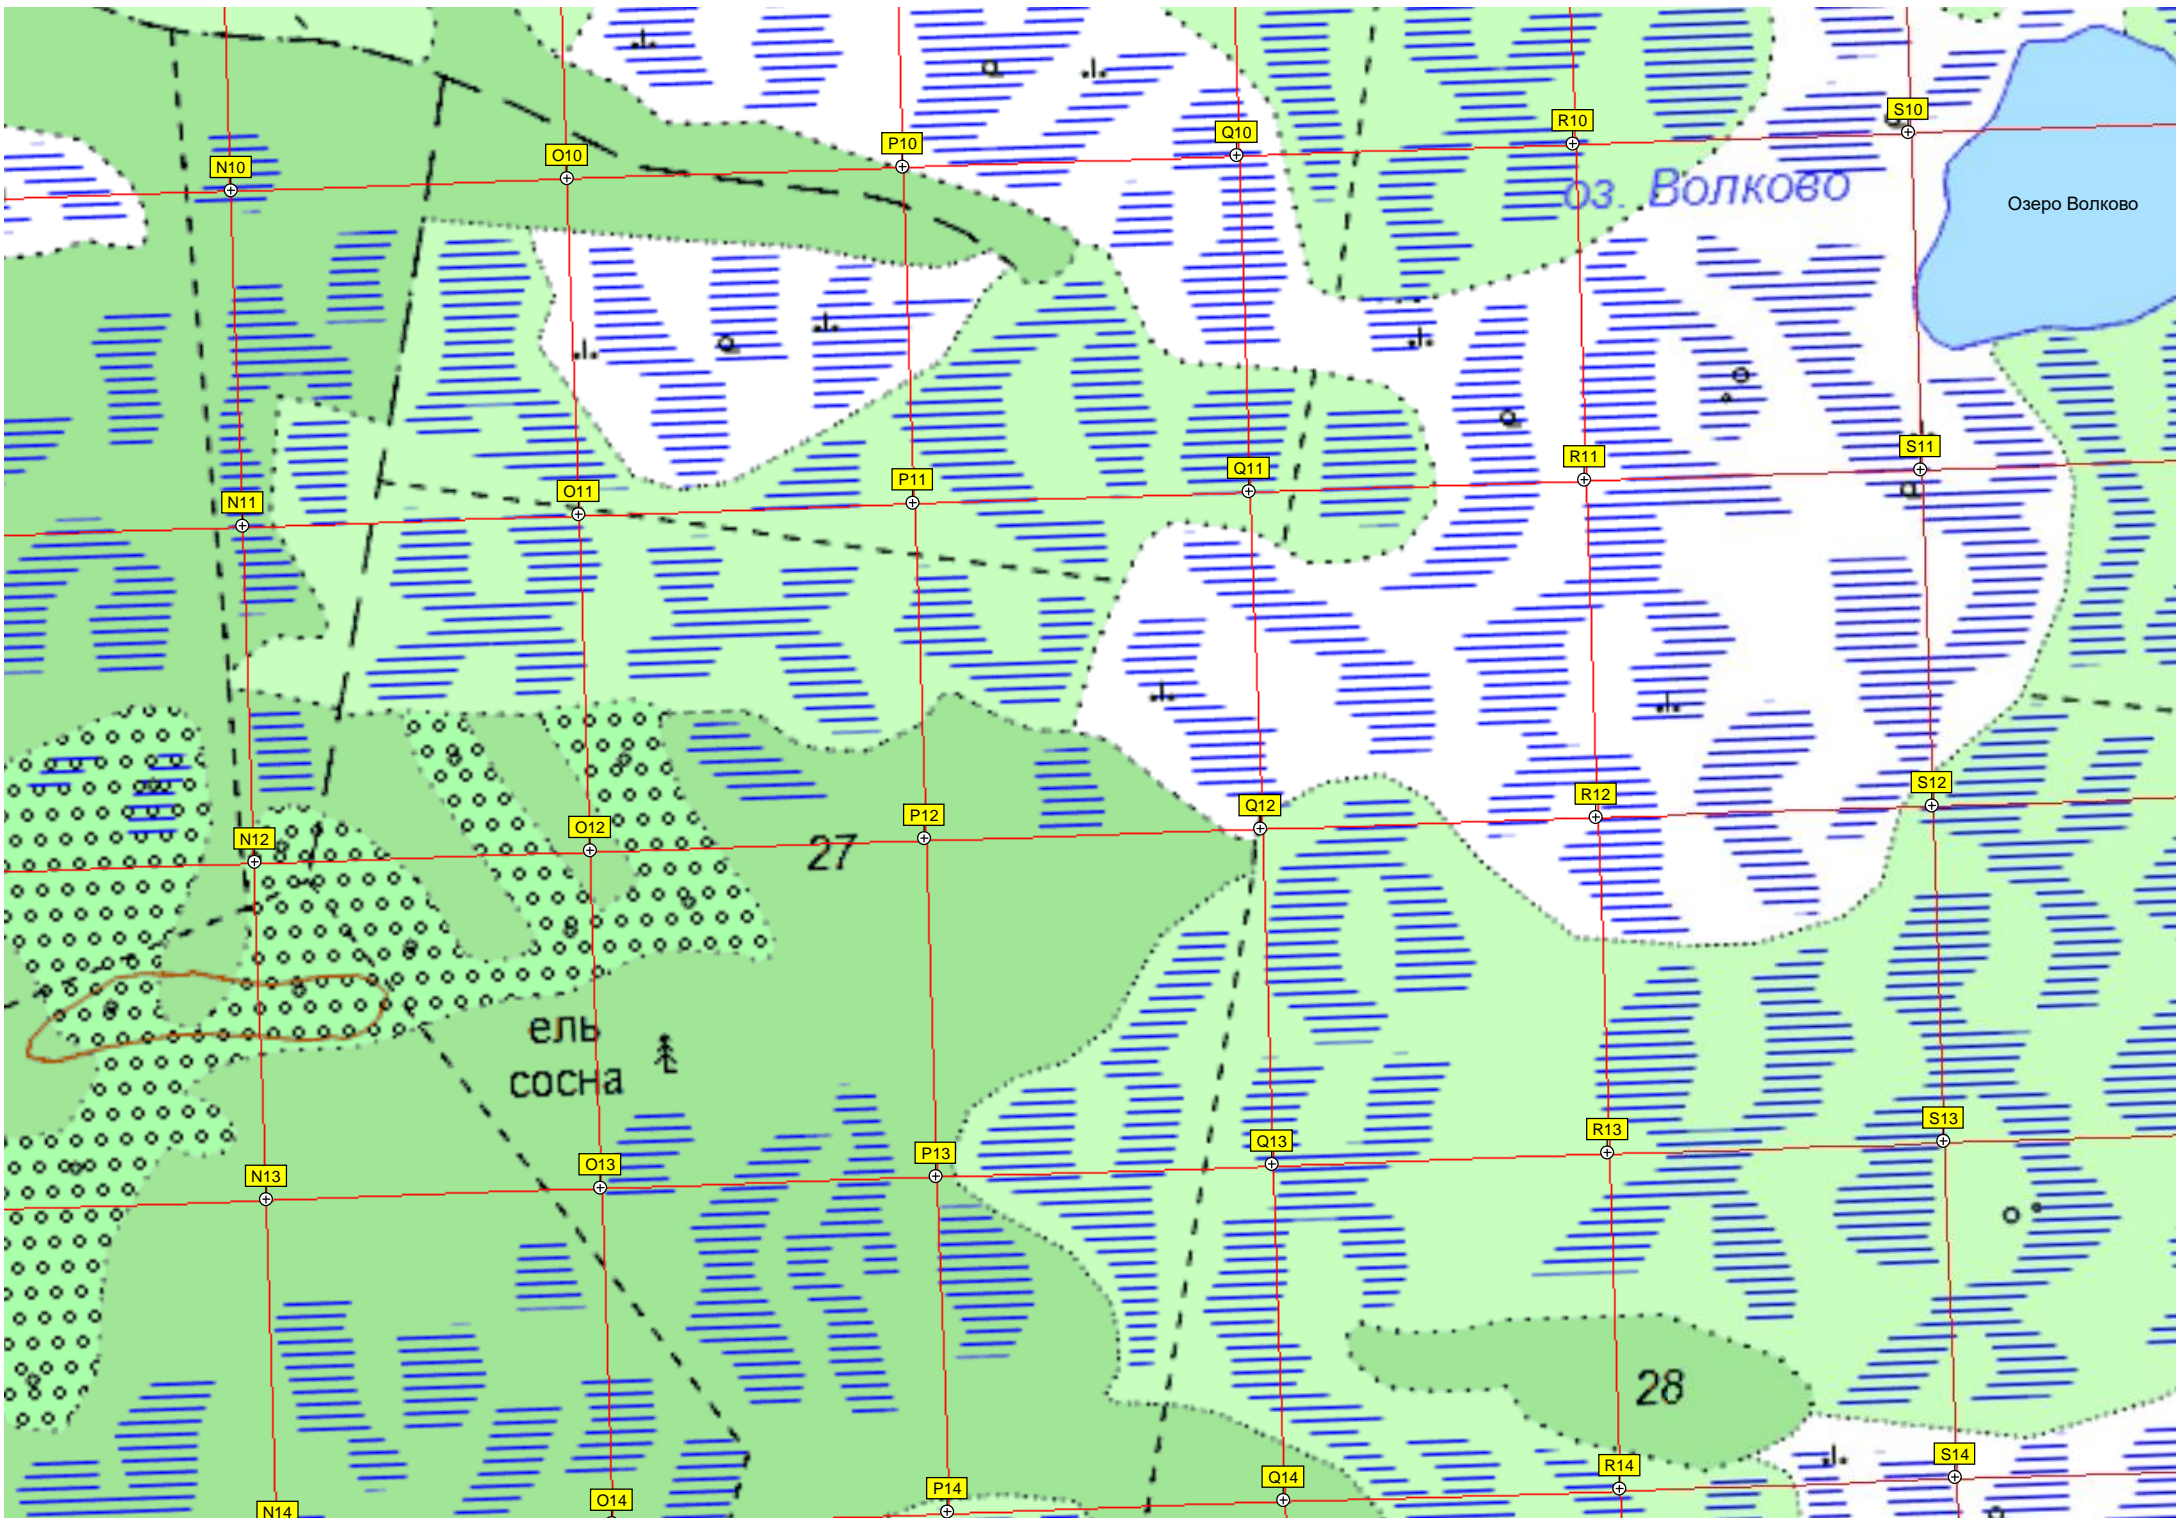 S10
R10
Q10
P10
O10
N10
оз. Волково
Озеро Волково
S11
R11
Q11
P11
O11
N11
S12
R12
Q12
P12
O12
N12
27
ель
сосна
S13
R13
Q13
P13
O13
N13
28
S14
R14
Q14
P14
O14
N14